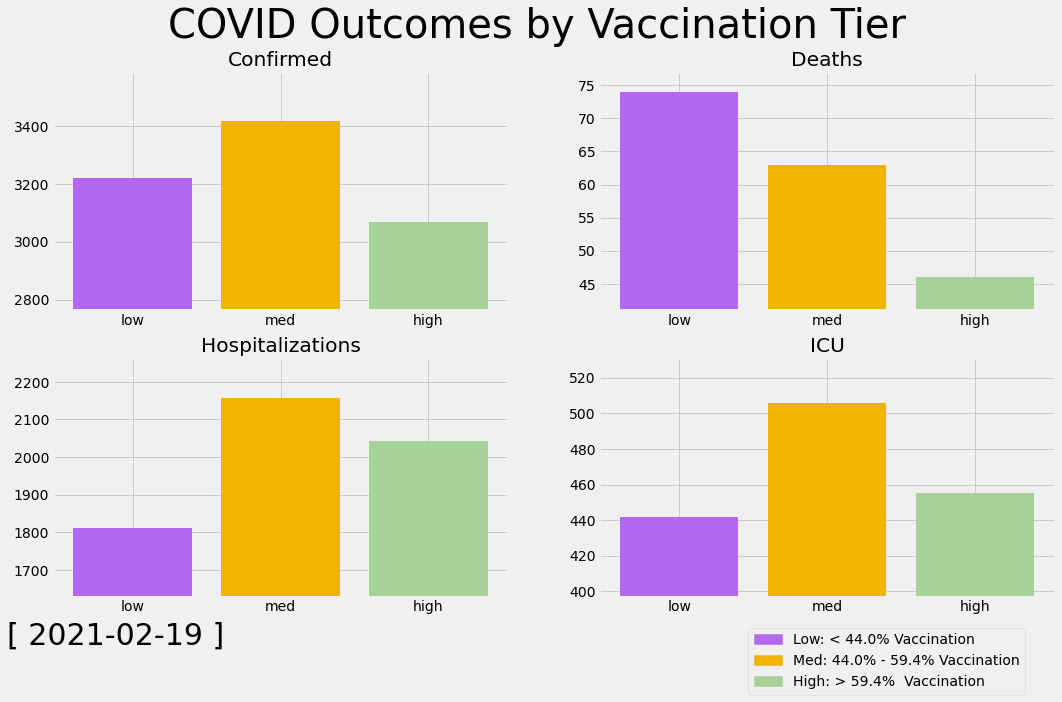 COVID Outcomes by Vaccination Tier
Confirmed
3400
3200
3000
2800
low med high
Deaths
75
70
65
60
55
50
45
low med high
Hospitalizations
2200
2100
2000
1900
1800
1700
low med high
ICU
520
500
480
460
440
420
400
low med high
[ 2021-02-19 ]
Low: < 44.0% Vaccination
Med: 44.0% - 59.4% Vaccination
High: > 59.4%  Vaccination